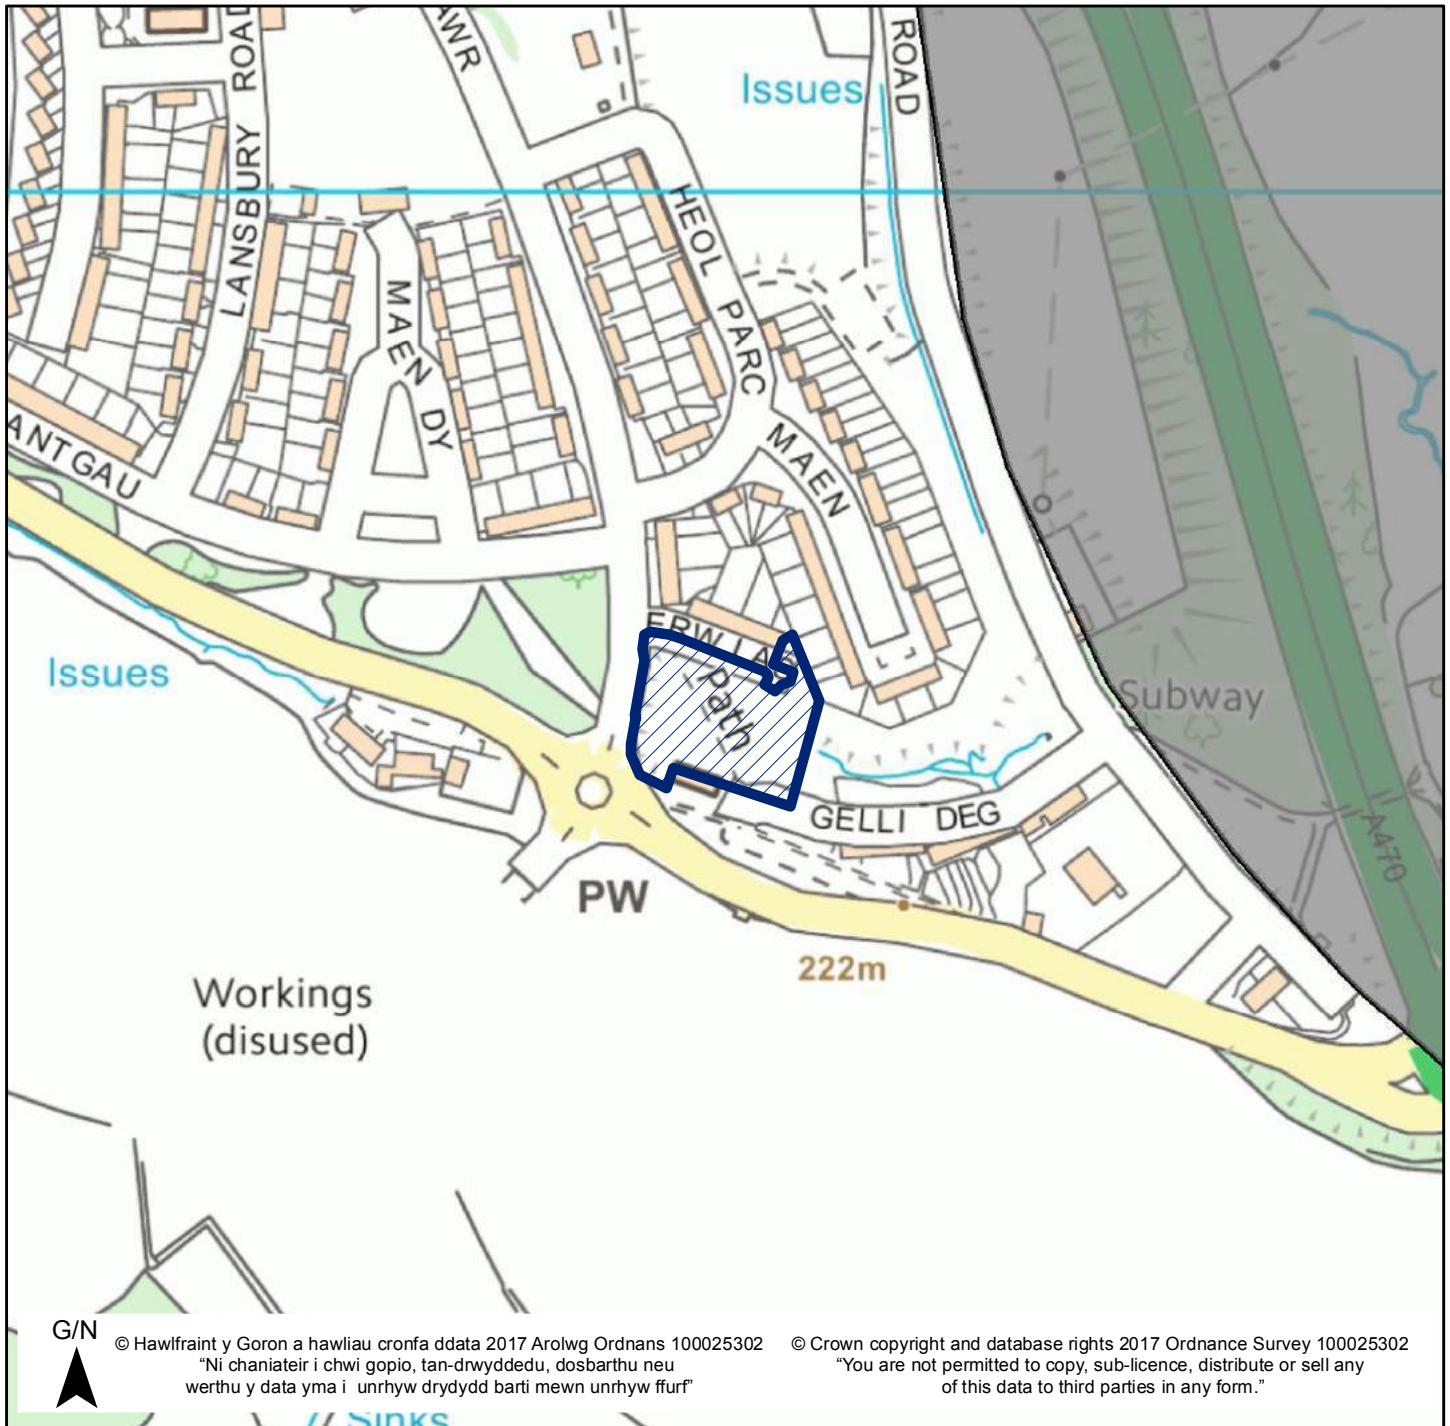 ROAD
Issues
LANSBURY ROAD
HEOL PARC
MAEN DY
MAEN
ANTGAU
AWR
Issues
Path
Subway
GELLI DEG
A470
PW
222m
Workings
(disused)
G/N
© Hawlfraint y Goron a hawliau cronfa ddata 2017 Arolwg Ordnans 100025302
“Ni chaniateir i chwi gopio, tan-drwyddedu, dosbarthu neu
werthu y data yma i unrhyw drydydd barti mewn unrhyw ffurf”
© Crown copyright and database rights 2017 Ordnance Survey 100025302
“You are not permitted to copy, sub-licence, distribute or sell any
of this data to third parties in any form.”
Sinks